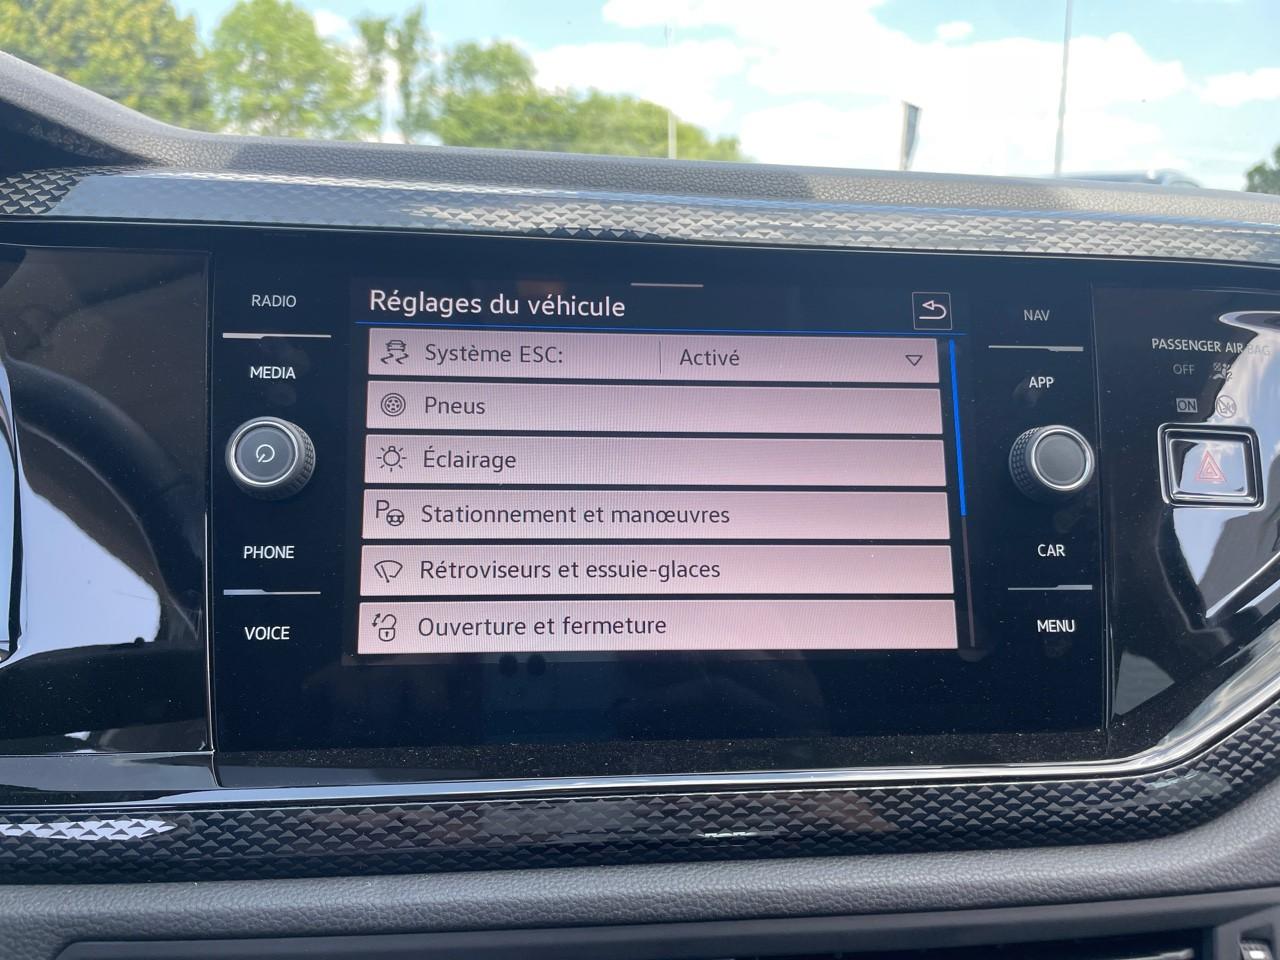 RADIO
MEDIA
PHONE
VOICE
Réglages du véhicule
Système ESC: Activé
Pneus
Éclairage
Stationnement et manœuvres
Rétroviseurs et essuie-glaces
Ouverture et fermeture
NAV
APP
CAR
MENU
PASSENGER AIR BAG
OFF
ON